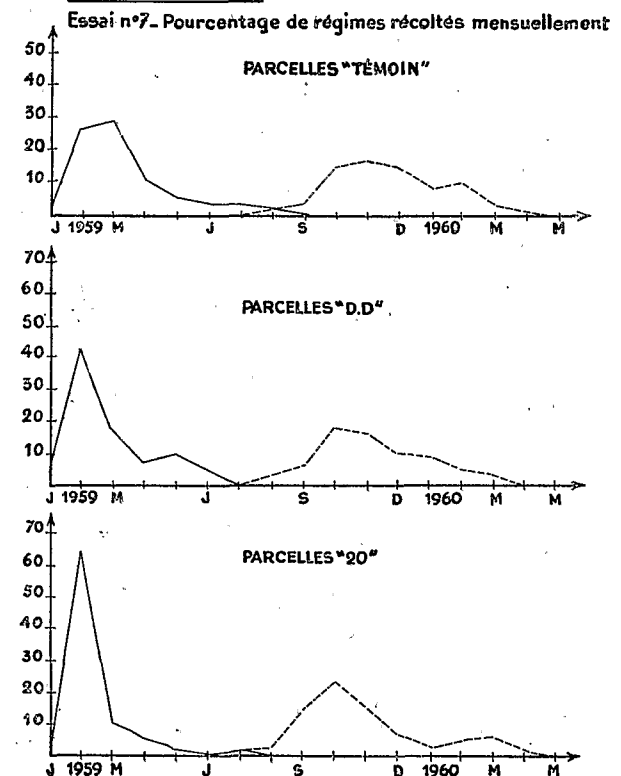 Essai nº7_ Pourcentage de régimes récoltés mensuellement
PARCELLES "TÉMOIN"
50
40
30
20
10
J 1959 M J S D 1960 M M
PARCELLES "D.D"
70
60
50
40
30
20
10
J 1959 M J S D 1960 M M
PARCELLES "20"
70
60
50
40
30
20
10
J 1959 M J S D 1960 M M